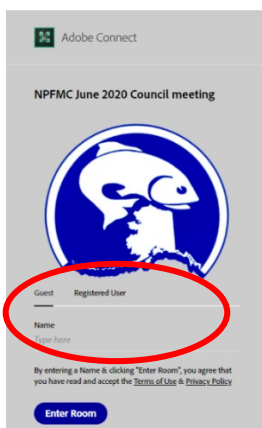 Adobe Connect
NPFMC June 2020 Council meeting
Guest Registered User
Name
Type here
By entering a Name & clicking "Enter Room", you agree that
you have read and accept the Terms of Use & Privacy Policy
Enter Room